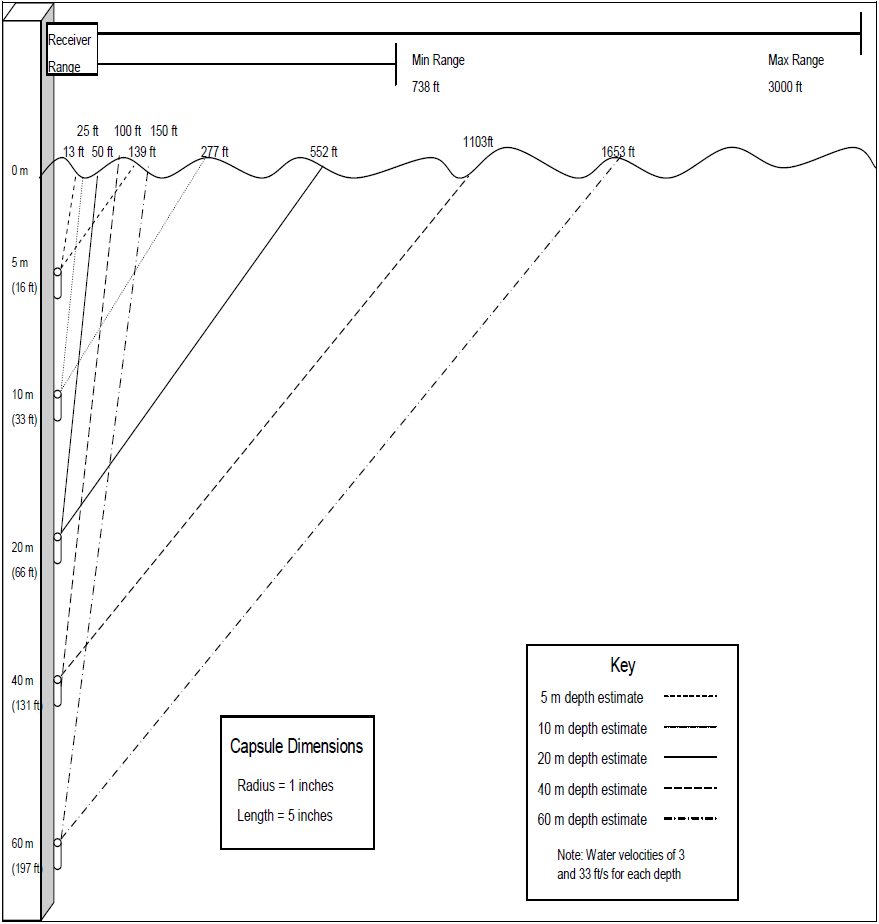 Receiver
Range
Min Range
738 ft
Max Range
3000 ft
25 ft 100 ft 150 ft
13 ft 50 ft 139 ft 277 ft 552 ft 1103ft 1653 ft
0 m
5 m
(16 ft)
10 m
(33 ft)
20 m
(66 ft)
40 m
(131 ft)
60 m
(197 ft)
Capsule Dimensions
Radius = 1 inches
Length = 5 inches
Key
5 m depth estimate
10 m depth estimate
20 m depth estimate
40 m depth estimate
60 m depth estimate
Note: Water velocities of 3
and 33 ft/s for each depth